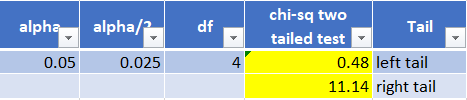 alpha alpha/2 df chi-sq two tailed test Tail
0.05 0.025 4 0.48 left tail
11.14 right tail